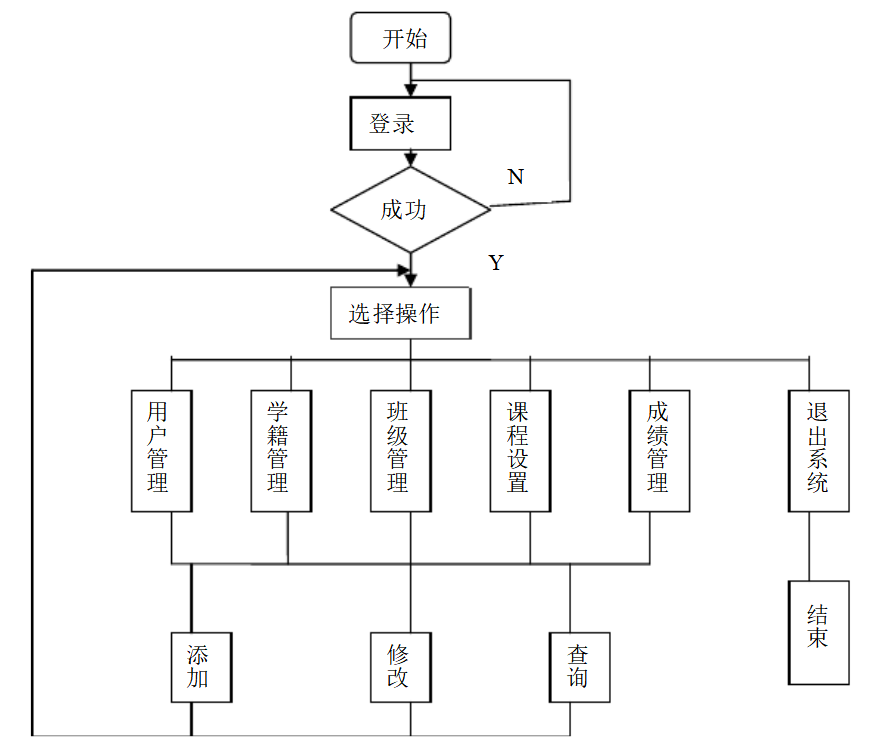 开始
登录
N
成功
Y
选择操作
用户管理
学籍管理
班级管理
课程设置
成绩管理
退出系统
结束
添加
修改
查询